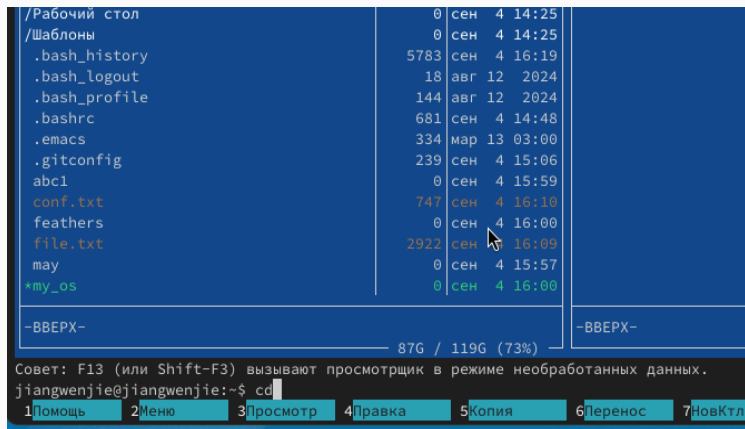 /Рабочий стол 0 сен 4 14:25
/Шаблоны 0 сен 4 14:25
.bash_history 5783 сен 4 16:19
.bash_logout 18 авг 12 2024
.bash_profile 144 авг 12 2024
.bashrc 681 сен 4 14:48
.emacs 334 мар 13 03:00
.gitconfig 239 сен 4 15:06
abc1 0 сен 4 15:59
conf.txt 747 сен 4 16:10
feathers 0 сен 4 16:00
file.txt 2922 сен 16:09
may 0 сен 4 15:57
*my_os 0 сен 4 16:00
-ВВЕРХ- -ВВЕРХ-
87G / 119G (73%)
Совет: F13 (или Shift-F3) вызывают просмотрщик в режиме необработанных данных.
jiangwenjie@jiangwenjie:~$ cd
1Помощь 2Меню 3Просмотр 4Правка 5Копия 6Перенос 7НовКтл